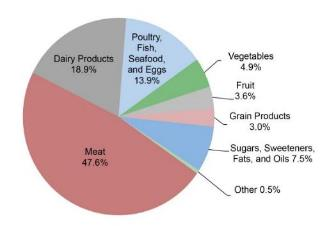 Poultry,
Fish,
Seafood,
and Eggs
13.9%
Vegetables
4.9%
Fruit
3.6%
Grain Products
3.0%
Sugars, Sweeteners,
Fats, and Oils 7.5%
Other 0.5%
Meat
47.6%
Dairy Products
18.9%